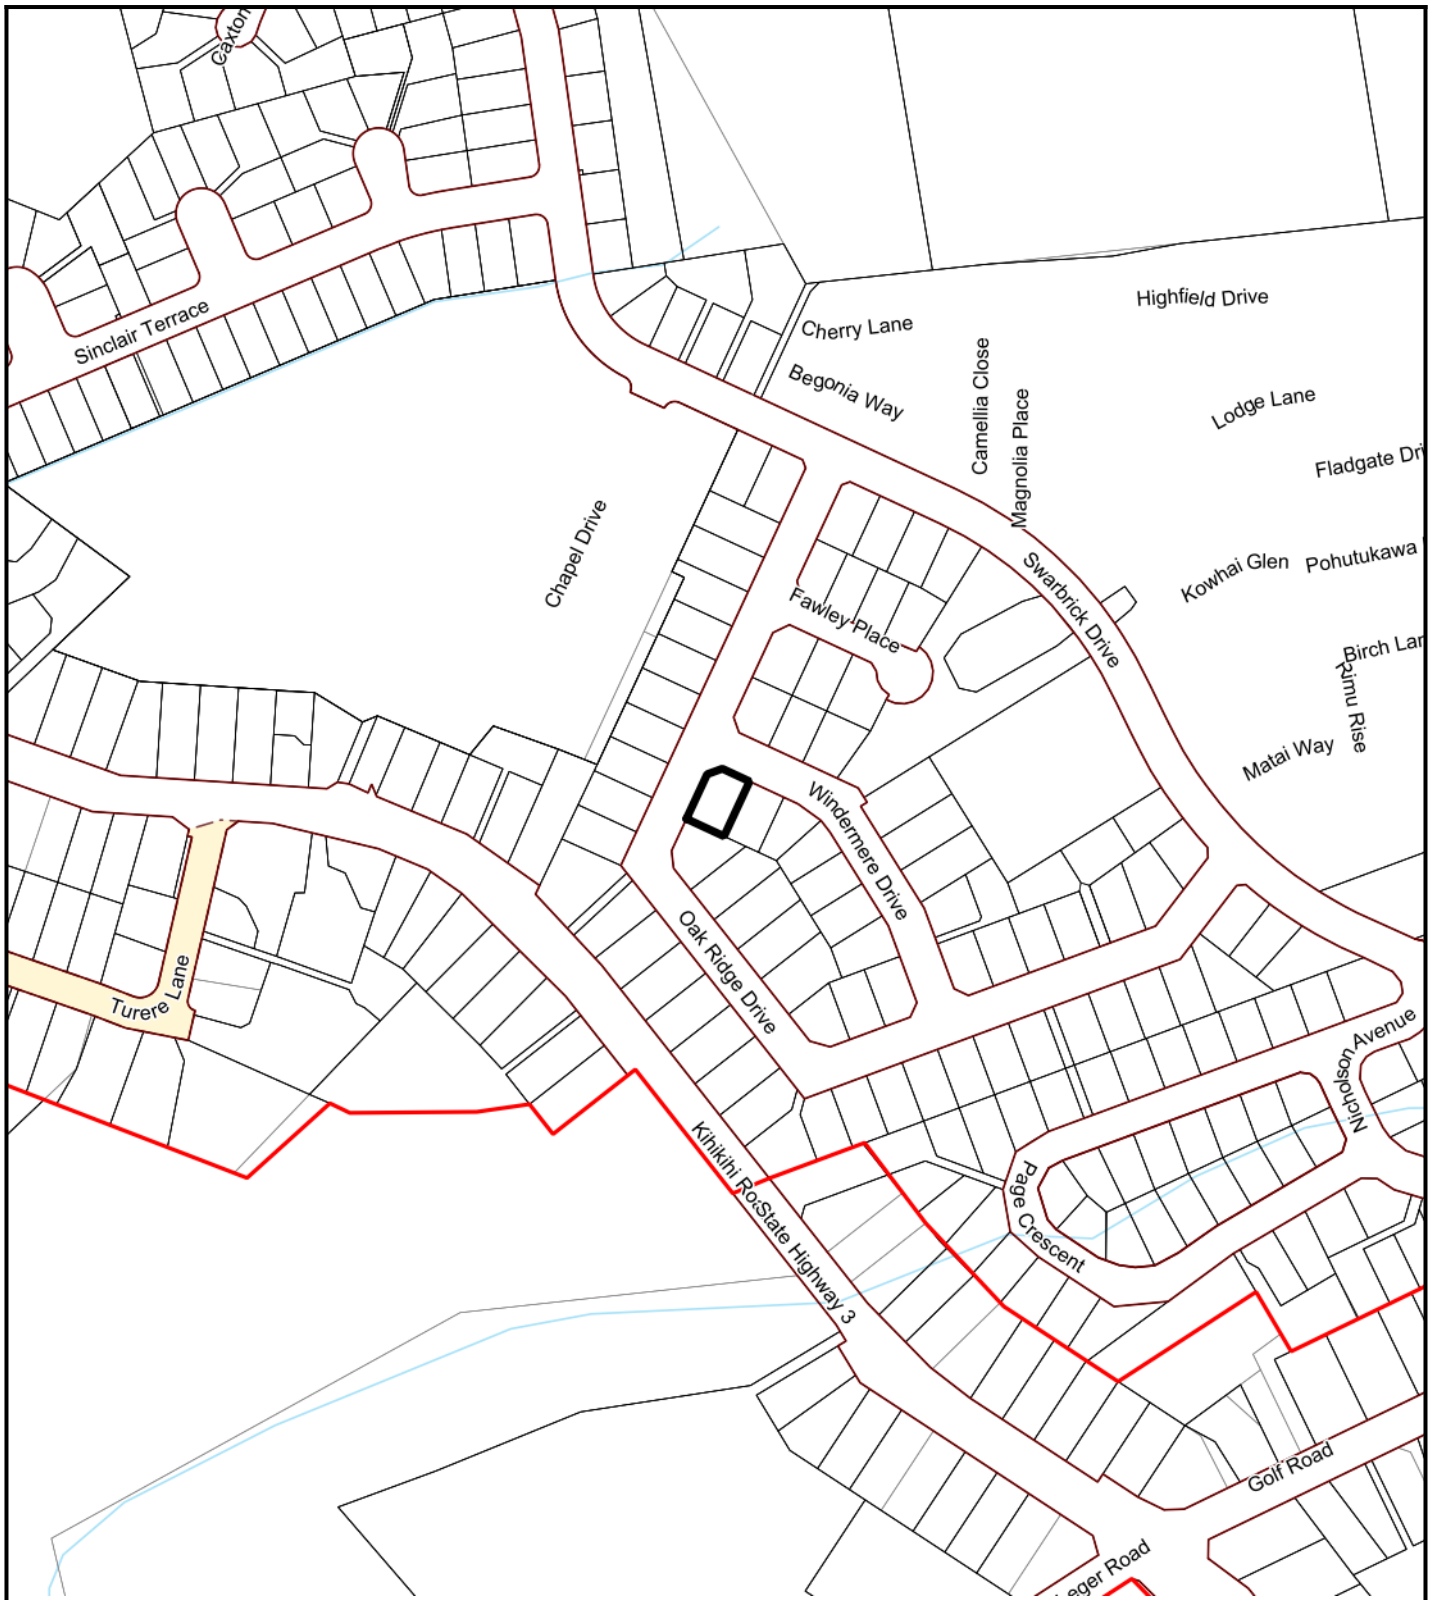 Caxton
Sinclair Terrace
Highfield Drive
Cherry Lane
Begonia Way
Camellia Close
Magnolia Place
Lodge Lane
Fladgate Dri
Chapel Drive
Swarbrick Drive
Kowhai Glen
Pohutukawa
Fawley Place
Birch Lan
Rimu Rise
Matai Way
Windermere Drive
Oak Ridge Drive
Turere Lane
Nicholson Avenue
Kihikihi Ro
State Highway 3
Page Crescent
Golf Road
eger Road